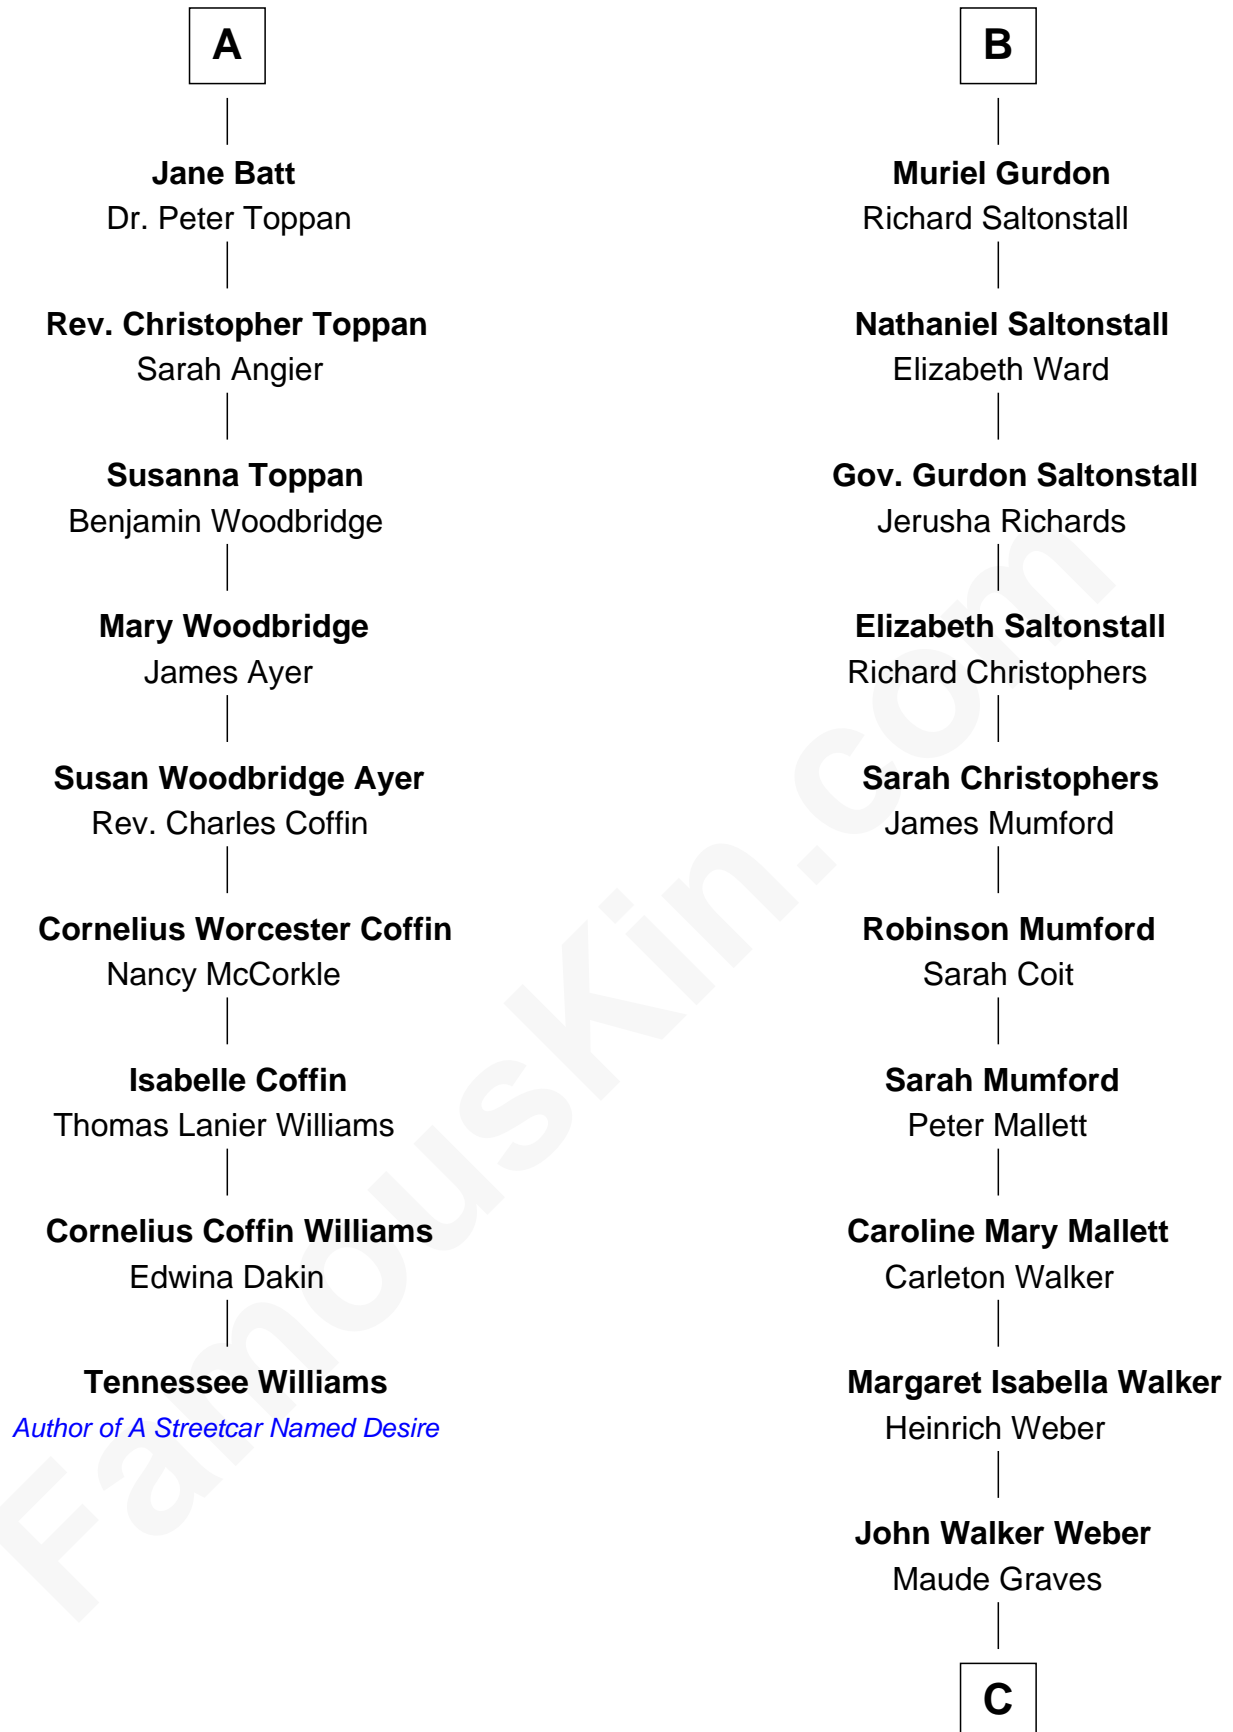 A
Jane Batt
Dr. Peter Toppan
Rev. Christopher Toppan
Sarah Angier
Susanna Toppan
Benjamin Woodbridge
Mary Woodbridge
James Ayer
Susan Woodbridge Ayer
Rev. Charles Coffin
Cornelius Worcester Coffin
Nancy McCorkle
Isabelle Coffin
Thomas Lanier Williams
Cornelius Coffin Williams
Edwina Dakin
Tennessee Williams
Author of A Streetcar Named Desire
B
Muriel Gurdon
Richard Saltonstall
Nathaniel Saltonstall
Elizabeth Ward
Gov. Gurdon Saltonstall
Jerusha Richards
Elizabeth Saltonstall
Richard Christophers
Sarah Christophers
James Mumford
Robinson Mumford
Sarah Coit
Sarah Mumford
Peter Mallett
Caroline Mary Mallett
Carleton Walker
Margaret Isabella Walker
Heinrich Weber
John Walker Weber
Maude Graves
C
FamousKin.com